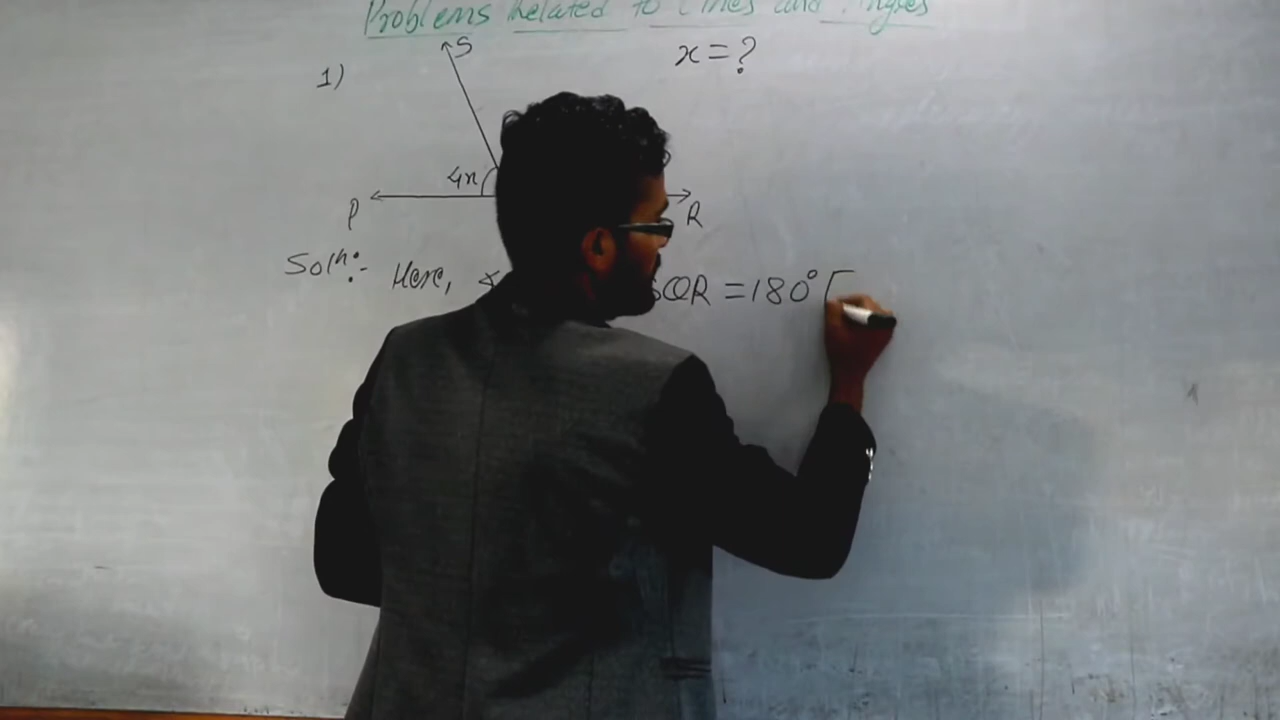 Problems Related to Lines and Angles
1)
S
x = ?
4x
P
R
Solⁿ:- Here, ∡ SQR = 180° [